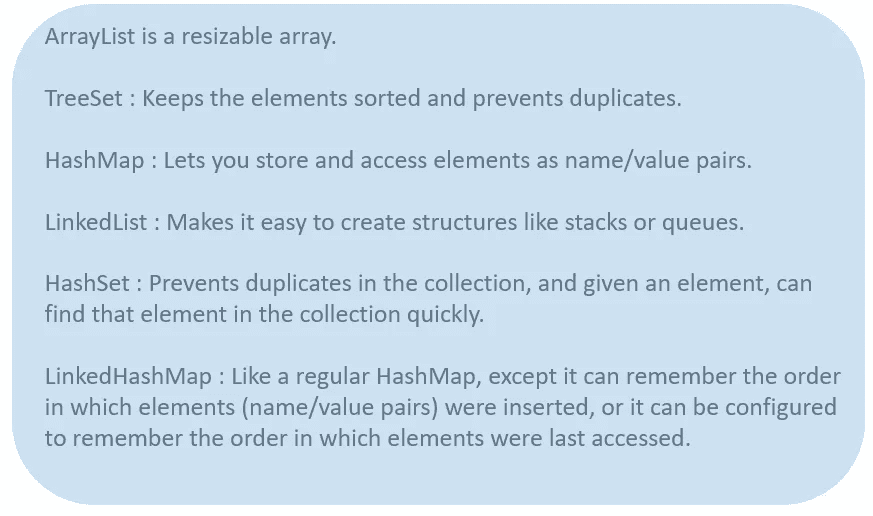 ArrayList is a resizable array.
TreeSet : Keeps the elements sorted and prevents duplicates.
HashMap : Lets you store and access elements as name/value pairs.
LinkedList : Makes it easy to create structures like stacks or queues.
HashSet : Prevents duplicates in the collection, and given an element, can
find that element in the collection quickly.
LinkedHashMap : Like a regular HashMap, except it can remember the order
in which elements (name/value pairs) were inserted, or it can be configured
to remember the order in which elements were last accessed.